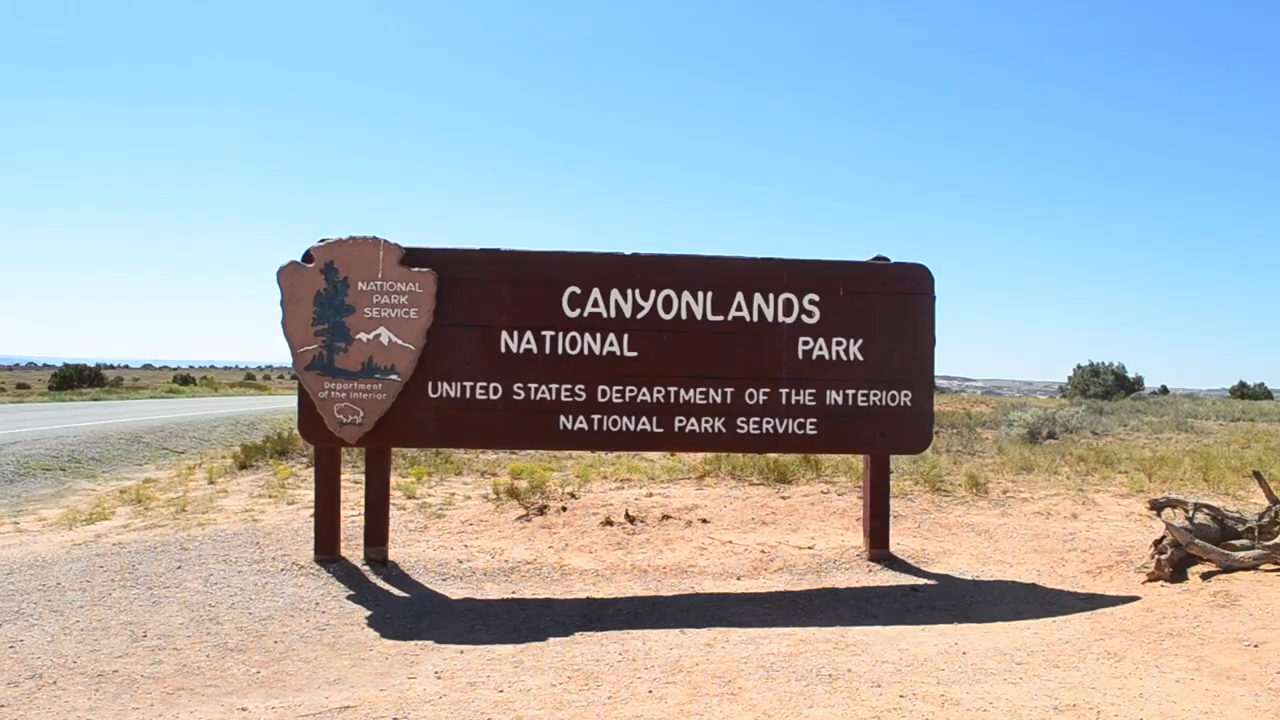 NATIONAL
PARK
SERVICE
Department
of the Interior
CANYONLANDS
NATIONAL PARK
UNITED STATES DEPARTMENT OF THE INTERIOR
NATIONAL PARK SERVICE